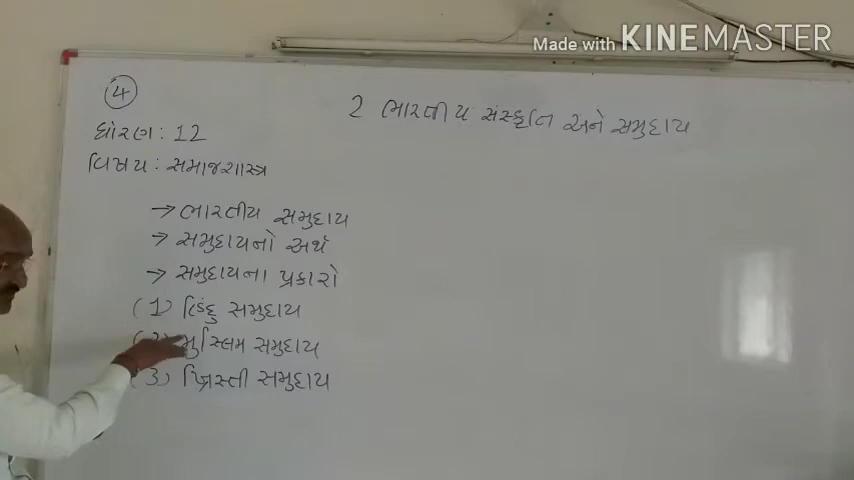 Made with KINEMASTER
4
2 ભારતીય સંસ્કૃતિ અને સમુદાય
ધોરણ : 12
વિષય : સમાજશાસ્ત્ર
→ ભારતીય સમુદાય
→ સમુદાયનો અર્થ
→ સમુદાયના પ્રકારો
(1) હિંદુ સમુદાય
(2) મુસ્લિમ સમુદાય
(3) ખ્રિસ્તી સમુદાય